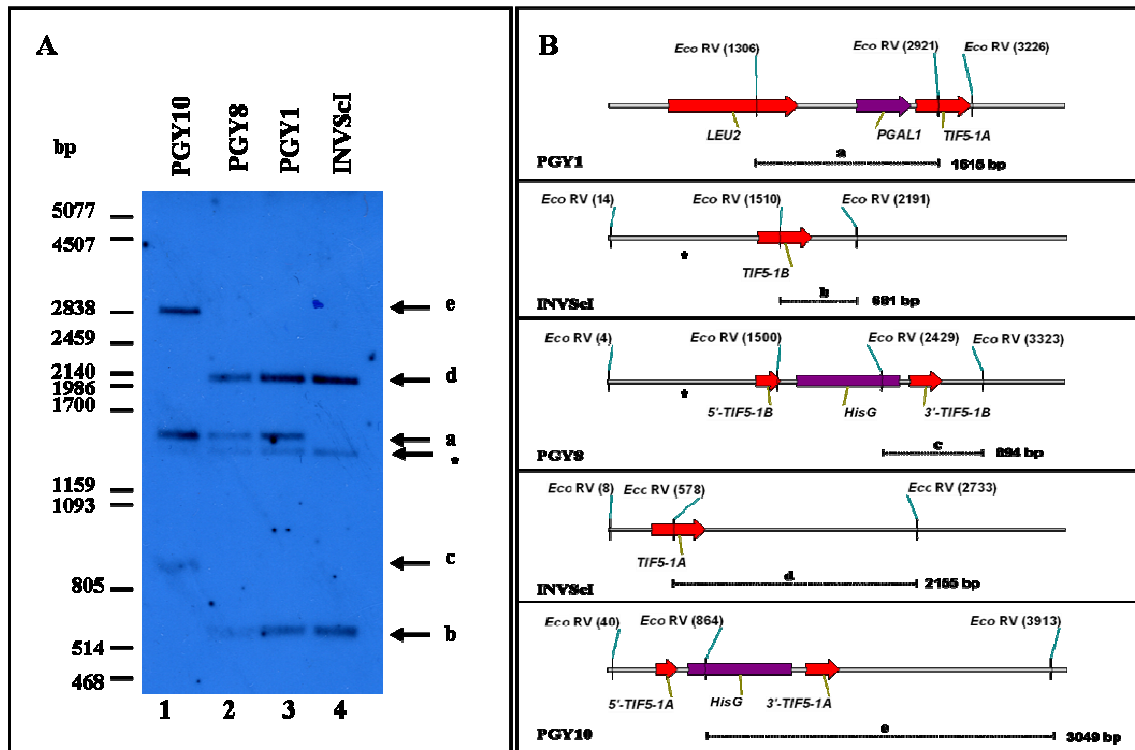 A
bp
PGY10
PGY8
PGY1
INVScI
5077
4507
2838
2459
2140
1986
1700
1159
1093
805
514
468
e
d
a
*
c
b
1 2 3 4
B
Eco RV (1306) Eco RV (2921) Eco RV (3226)
LEU2 PGAL1 TIF5-1A
a
PGY1 1615 bp
Eco RV (14) Eco RV (1510) Eco RV (2191)
*
TIF5-1B
b
INVScI 681 bp
Eco RV (4) Eco RV (1500) Eco RV (2429) Eco RV (3323)
*
5'-TIF5-1B HisG 3'-TIF5-1B
c
PGY8 894 bp
Eco RV (8) Eco RV (578) Eco RV (2733)
TIF5-1A
d
INVScI 2155 bp
Eco RV (40) Eco RV (864) Eco RV (3913)
5'-TIF5-1A HisG 3'-TIF5-1A
e
PGY10 3049 bp